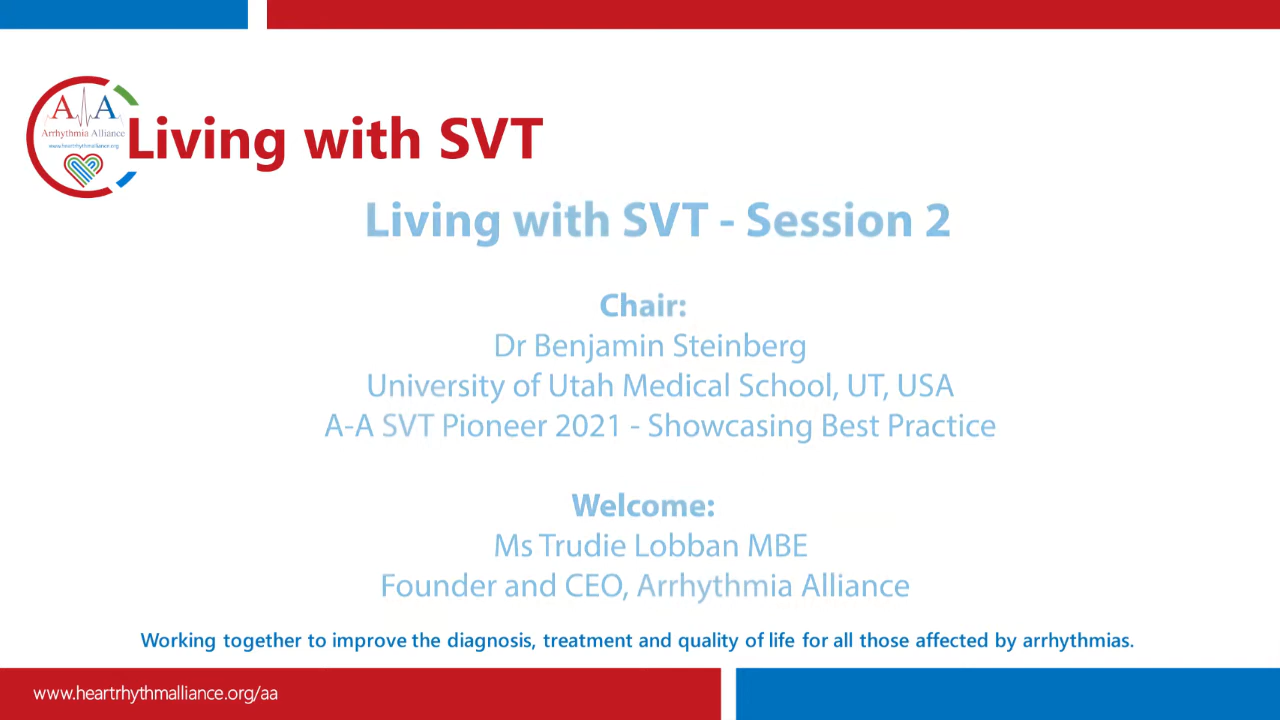 A A
Arrhythmia Alliance
www.heartrhythmalliance.org
Living with SVT
Living with SVT - Session 2
Chair:
Dr Benjamin Steinberg
University of Utah Medical School, UT, USA
A-A SVT Pioneer 2021 - Showcasing Best Practice
Welcome:
Ms Trudie Lobban MBE
Founder and CEO, Arrhythmia Alliance
Working together to improve the diagnosis, treatment and quality of life for all those affected by arrhythmias.
www.heartrhythmalliance.org/aa